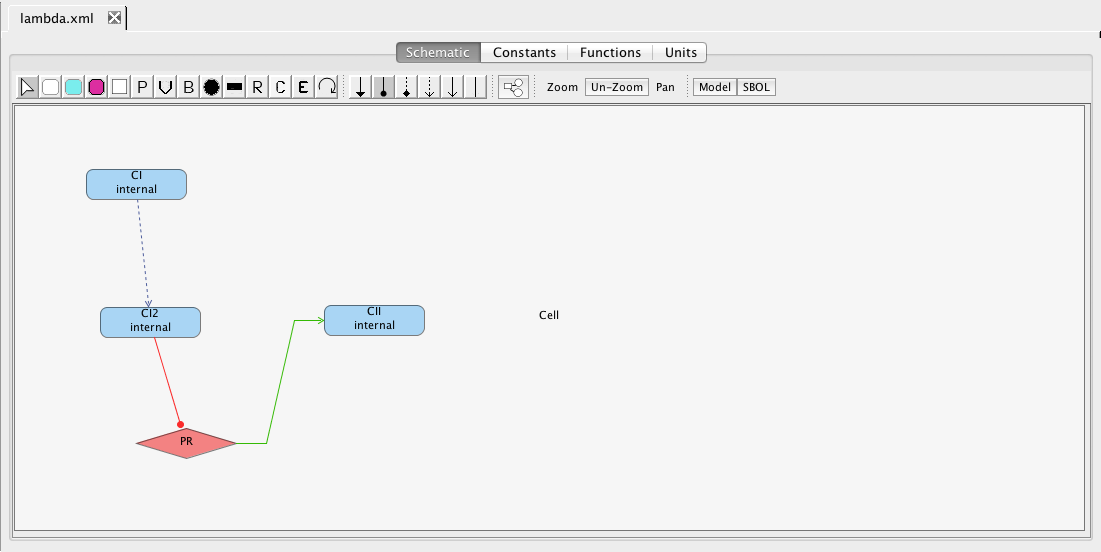 lambda.xml
Schematic Constants Functions Units
P V B R C E Zoom Un-Zoom Pan Model SBOL
CI
internal
CI2
internal
CII
internal
Cell
PR